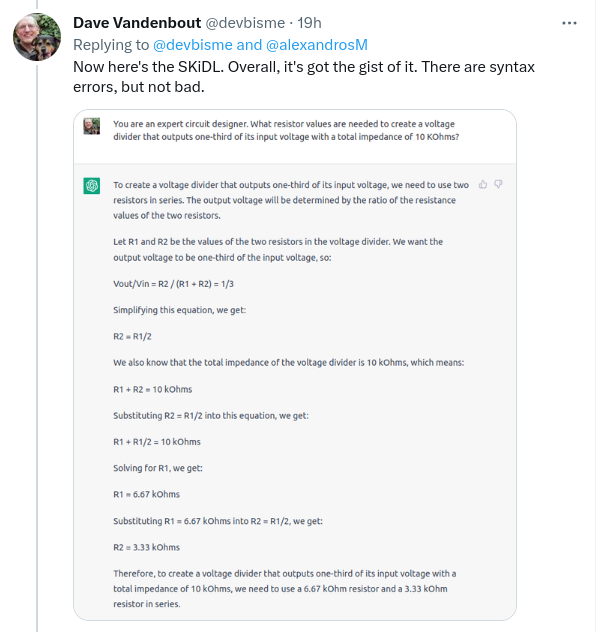 Dave Vandenbout @devbisme · 19h
Replying to @devbisme and @alexandrosM
Now here's the SKiDL. Overall, it's got the gist of it. There are syntax
errors, but not bad.
You are an expert circuit designer. What resistor values are needed to create a voltage
divider that outputs one-third of its input voltage with a total impedance of 10 KOhms?
To create a voltage divider that outputs one-third of its input voltage, we need to use two
resistors in series. The output voltage will be determined by the ratio of the resistance
values of the two resistors.
Let R1 and R2 be the values of the two resistors in the voltage divider. We want the
output voltage to be one-third of the input voltage, so:
Vout/Vin = R2 / (R1 + R2) = 1/3
Simplifying this equation, we get:
R2 = R1/2
We also know that the total impedance of the voltage divider is 10 kOhms, which means:
R1 + R2 = 10 kOhms
Substituting R2 = R1/2 into this equation, we get:
R1 + R1/2 = 10 kOhms
Solving for R1, we get:
R1 = 6.67 kOhms
Substituting R1 = 6.67 kOhms into R2 = R1/2, we get:
R2 = 3.33 kOhms
Therefore, to create a voltage divider that outputs one-third of its input voltage with a
total impedance of 10 kOhms, we need to use a 6.67 kOhm resistor and a 3.33 kOhm
resistor in series.